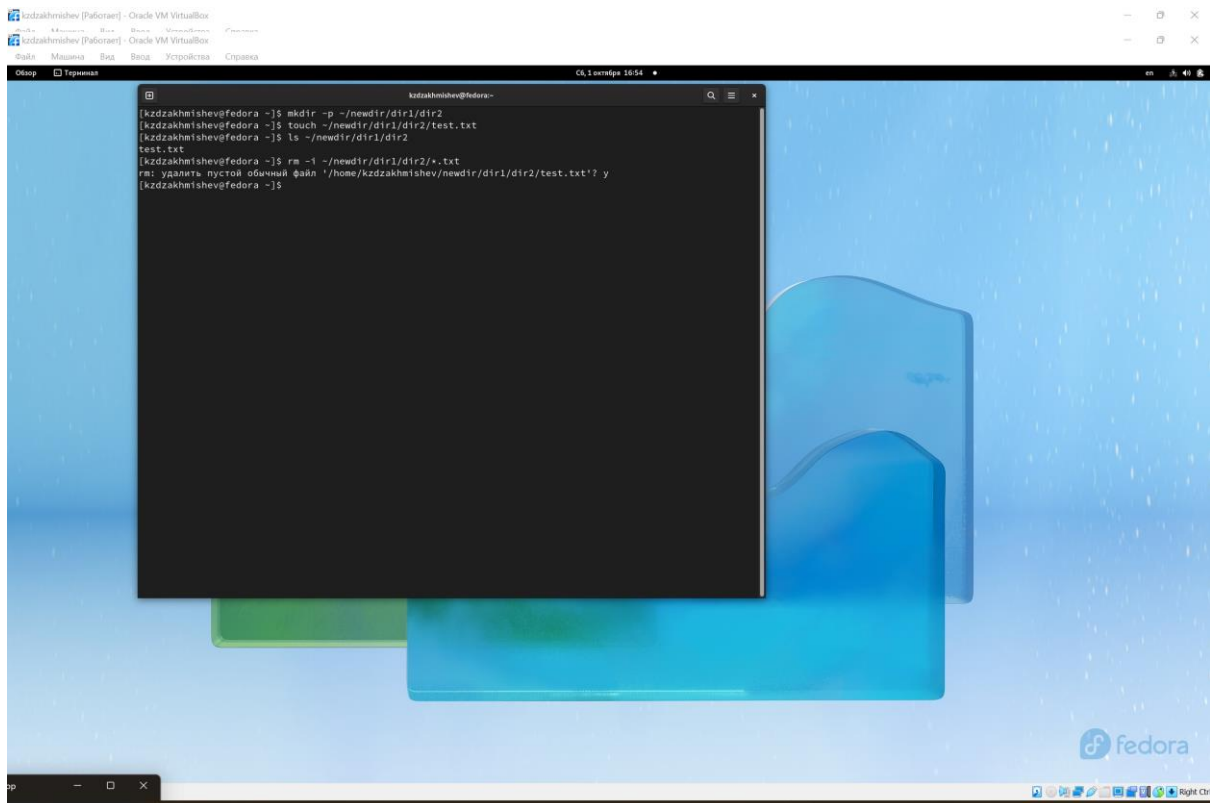 kzdzakhmishev [Работает] - Oracle VM VirtualBox
kzdzakhmishev [Работает] - Oracle VM VirtualBox
Файл Машина Вид Ввод Устройства Справка
Обзор Терминал Сб, 1 октября 16:54 en
kzdzakhmishev@fedora:~
[kzdzakhmishev@fedora ~]$ mkdir -p ~/newdir/dir1/dir2
[kzdzakhmishev@fedora ~]$ touch ~/newdir/dir1/dir2/test.txt
[kzdzakhmishev@fedora ~]$ ls ~/newdir/dir1/dir2
test.txt
[kzdzakhmishev@fedora ~]$ rm -i ~/newdir/dir1/dir2/*.txt
rm: удалить пустой обычный файл '/home/kzdzakhmishev/newdir/dir1/dir2/test.txt'? y
[kzdzakhmishev@fedora ~]$
fedora
Right Ctr